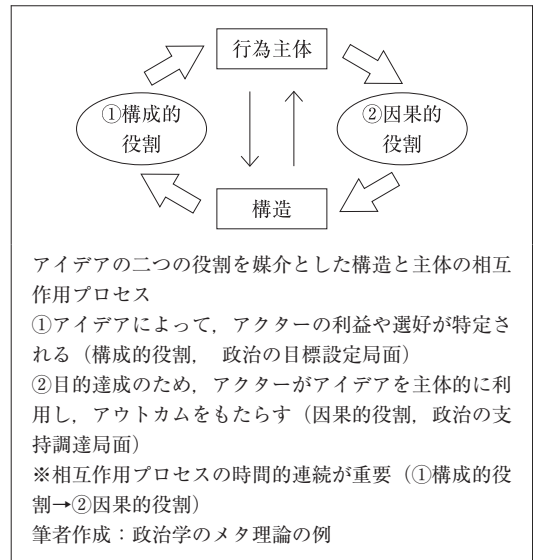 行為主体
①構成的
役割
②因果的
役割
構造
アイデアの二つの役割を媒介とした構造と主体の相互
作用プロセス
①アイデアによって，アクターの利益や選好が特定さ
れる（構成的役割，　政治の目標設定局面）
②目的達成のため，アクターがアイデアを主体的に利
用し，アウトカムをもたらす（因果的役割，政治の支
持調達局面）
※相互作用プロセスの時間的連続が重要（①構成的役
割→②因果的役割）
筆者作成：政治学のメタ理論の例